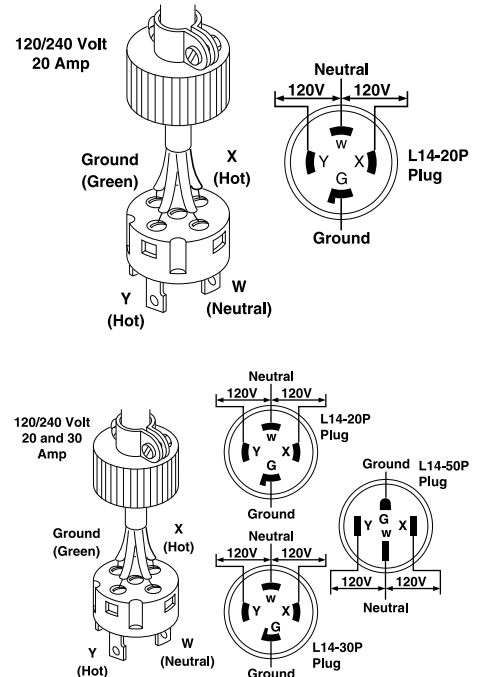 120/240 Volt
20 Amp
Ground
(Green)
X
(Hot)
Y
(Hot)
W
(Neutral)
Neutral
120V 120V
W
Y X
G
L14-20P
Plug
Ground
120/240 Volt
20 and 30
Amp
Ground
(Green)
X
(Hot)
Y
(Hot)
W
(Neutral)
Neutral
120V 120V
W
Y X
G
L14-20P
Plug
Ground
Neutral
120V 120V
W
Y X
G
L14-30P
Plug
Ground
Ground
L14-50P
Plug
Y G X
W
120V 120V
Neutral